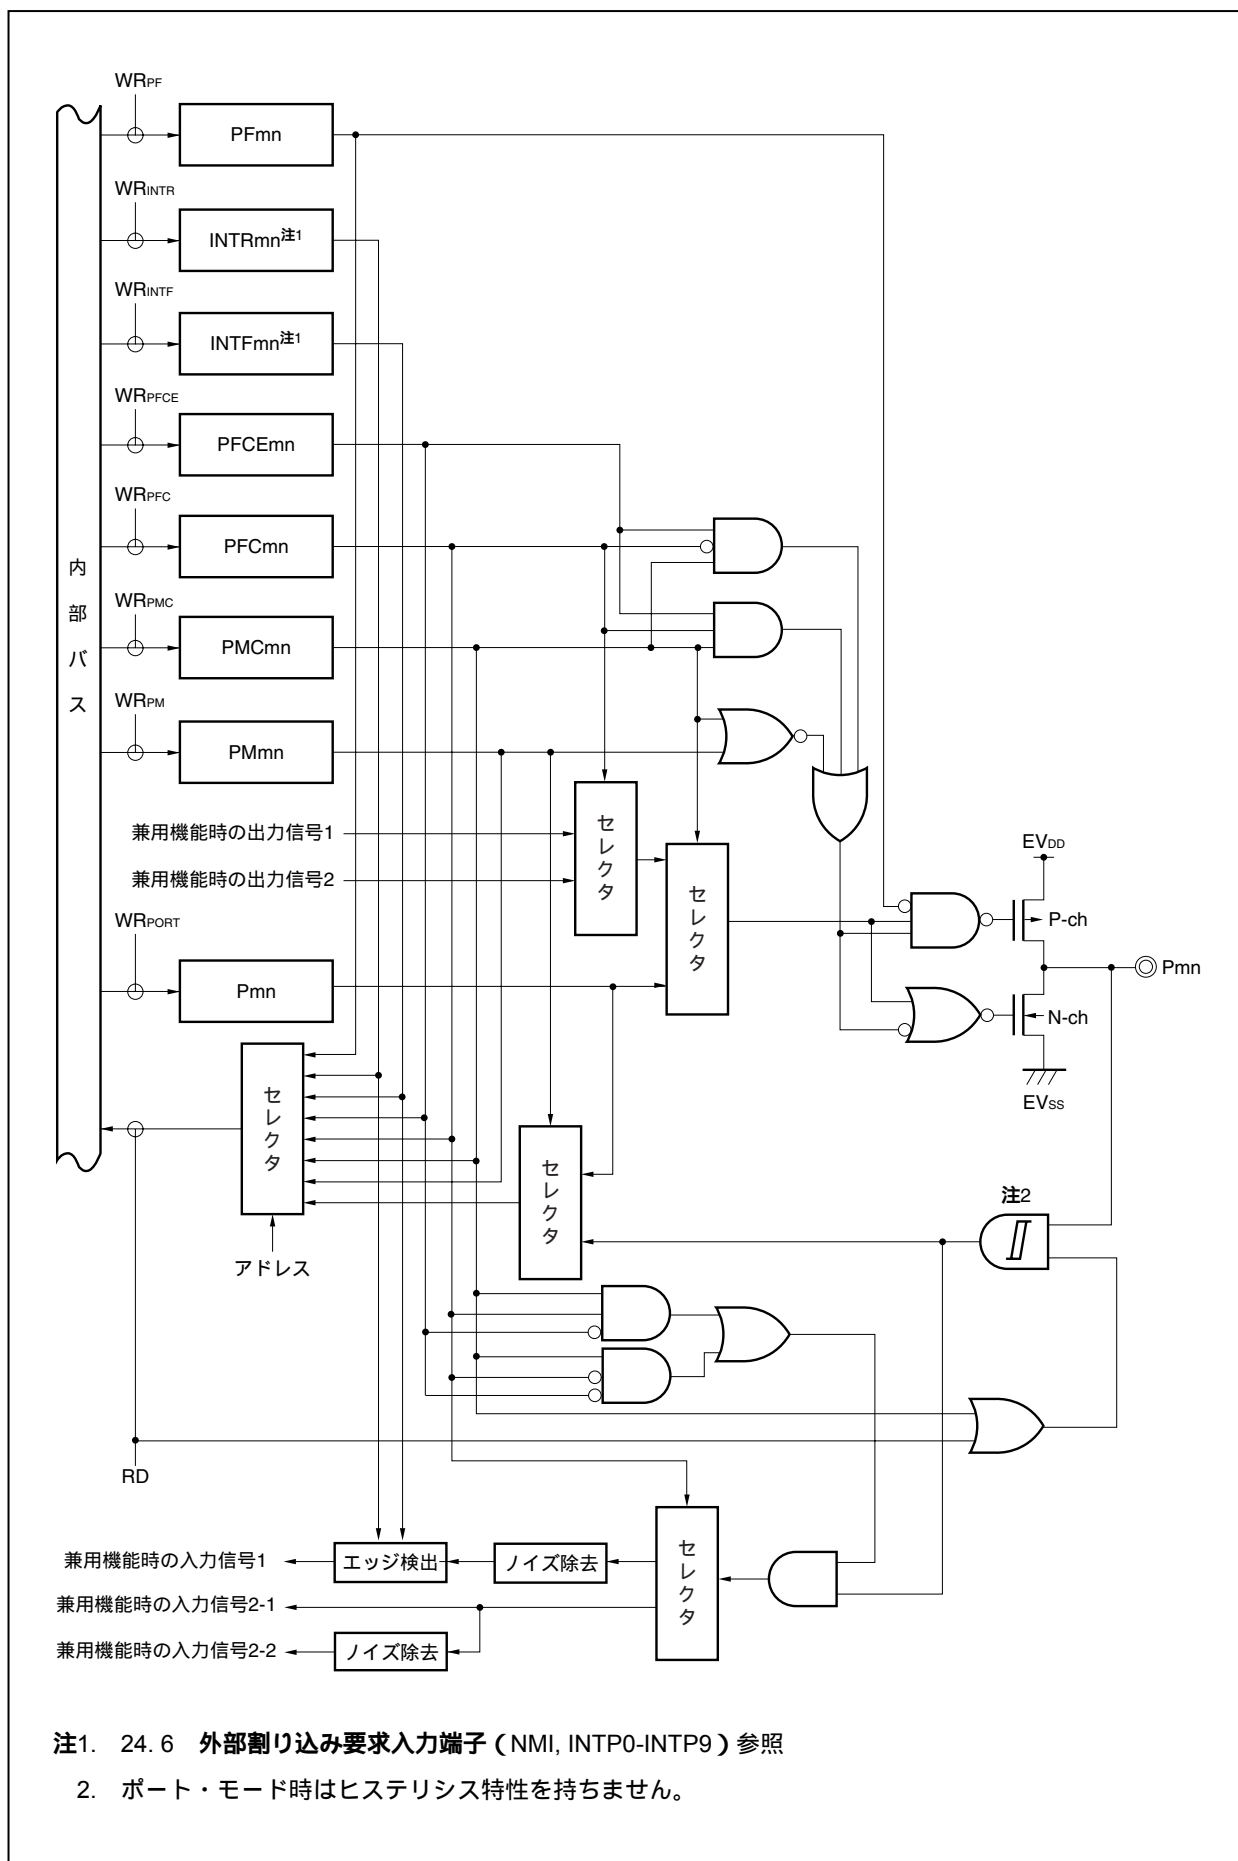 WRPF
PFmn
WRINTR
INTRmn注1
WRINTF
INTFmn注1
WRPFCE
PFCEmn
WRPFC
PFCmn
内部バス
WRPMC
PMCmn
WRPM
PMmn
兼用機能時の出力信号1
兼用機能時の出力信号2
セレクタ
セレクタ
EVDD
P-ch
Pmn
N-ch
EVSS
WRPORT
Pmn
セレクタ
アドレス
セレクタ
注2
RD
兼用機能時の入力信号1
エッジ検出
ノイズ除去
セレクタ
兼用機能時の入力信号2-1
兼用機能時の入力信号2-2
ノイズ除去
注1. 24. 6 外部割り込み要求入力端子（NMI, INTP0-INTP9）参照
2. ポート・モード時はヒステリシス特性を持ちません。